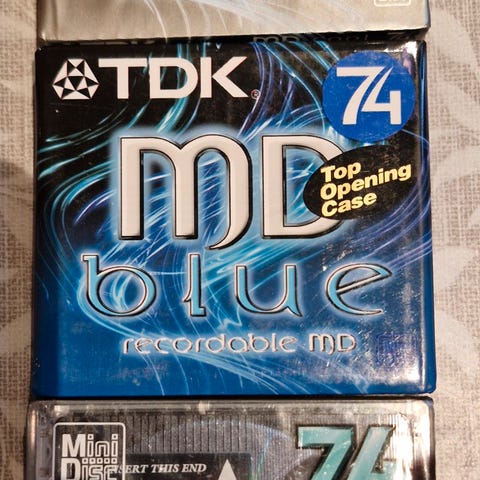 TDK
74
MD
Top
Opening
Case
blue
recordable MD
Mini
Disc
INSERT THIS END
74